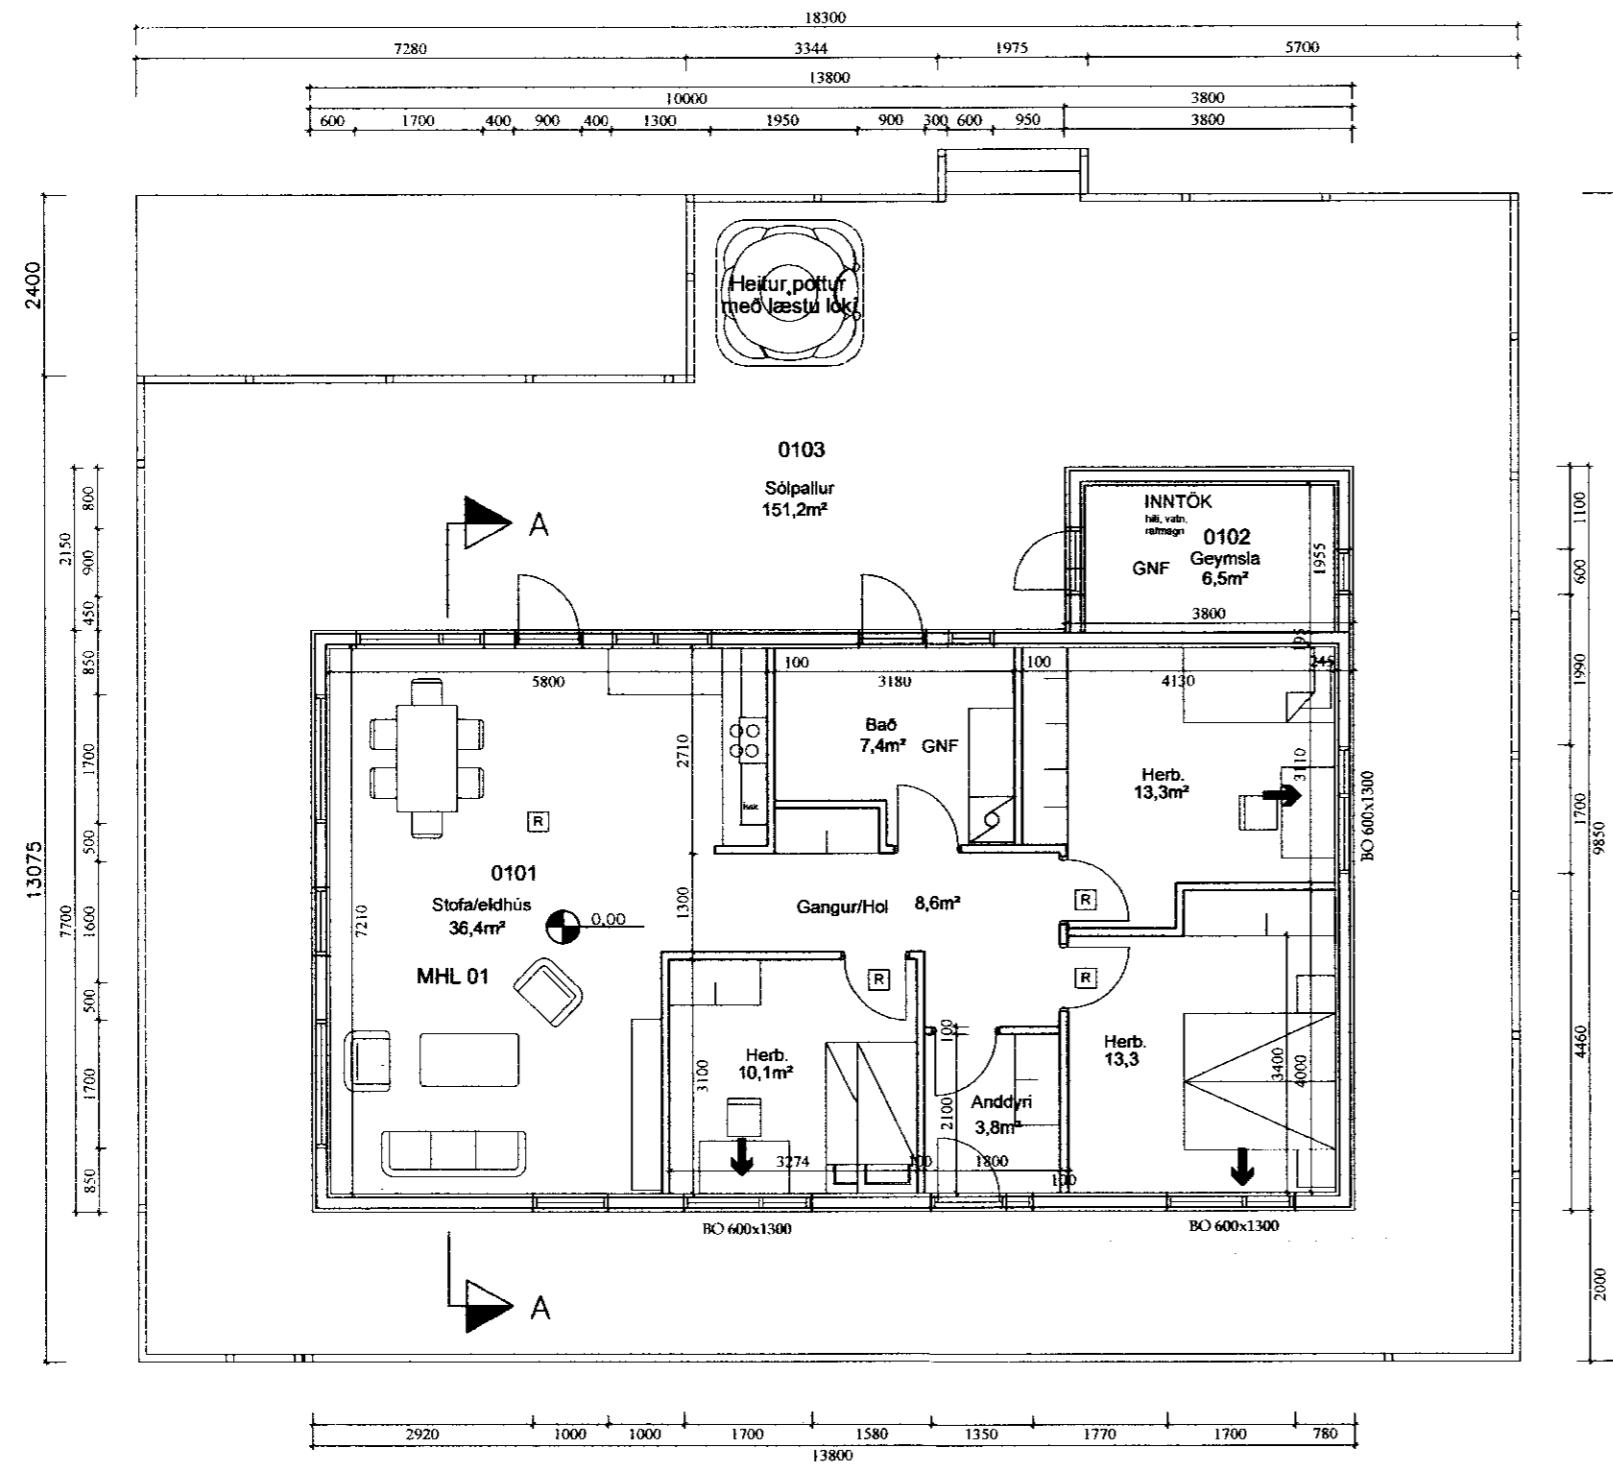 18300
7280 3344 1975 5700
13800
10000 3800
600 1700 400 900 400 1300 1950 900 300 600 950 3800
2400
13075
Heitur pottur
með læstu loki
0103
Sólpallur
151,2m²
A
INNTÖK
hiti, vatn,
rafmagn
0102
Geymsla
6,5m²
GNF
1955
3800
195
800
900
450
2150
850
1700
500
1600
500
1700
850
7700
1100
600
1990
1700
4460
9850
2000
5800
100
3180
100
4130
245
2710
Bað
7,4m² GNF
Íssk
Herb.
13,3m²
3110
BO 600x1300
R
0101
Stofa/eldhús
36,4m²
0,00
MHL 01
7210
1300
Gangur/Hol 8,6m²
R
R
R
Herb.
10,1m²
3100
3274
100
1800
100
100
2100
Anddyri
3,8m²
Herb.
13,3
3400
4000
BO 600x1300
BO 600x1300
A
2920 1000 1000 1700 1580 1350 1770 1700 780
13800